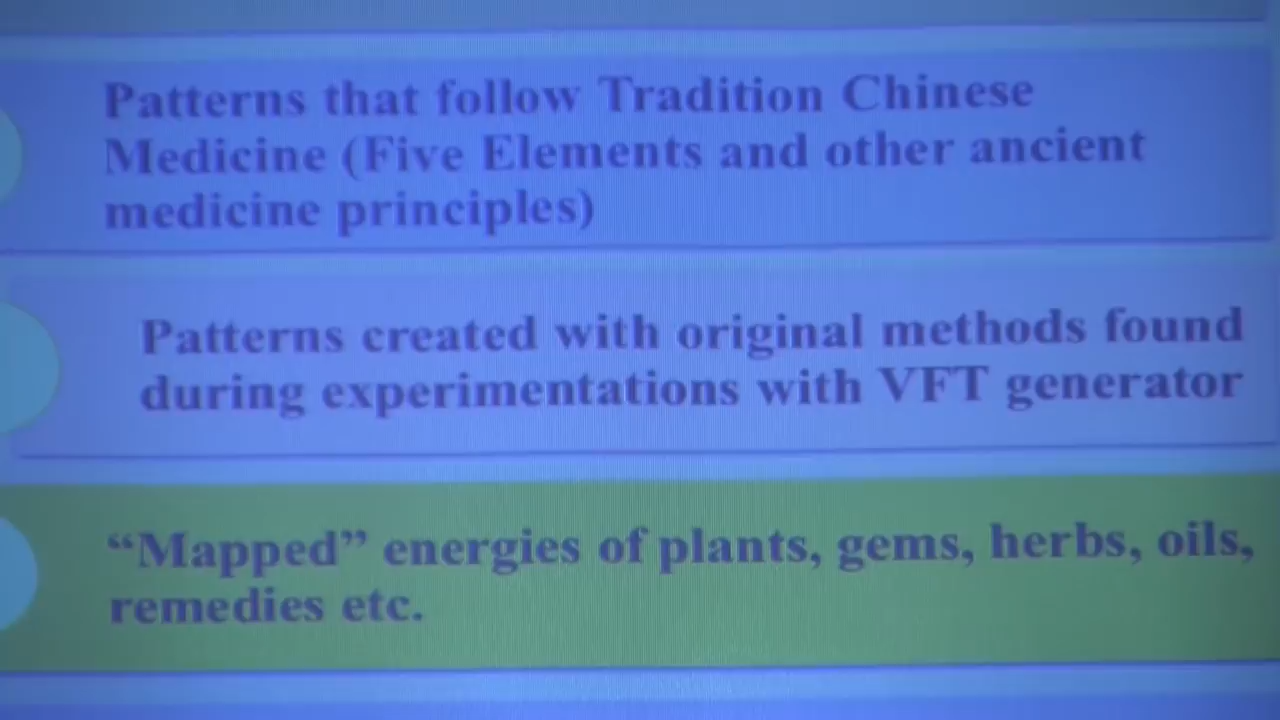 Patterns that follow Tradition Chinese
Medicine (Five Elements and other ancient
medicine principles)
Patterns created with original methods found
during experimentations with VFT generator
“Mapped” energies of plants, gems, herbs, oils,
remedies etc.